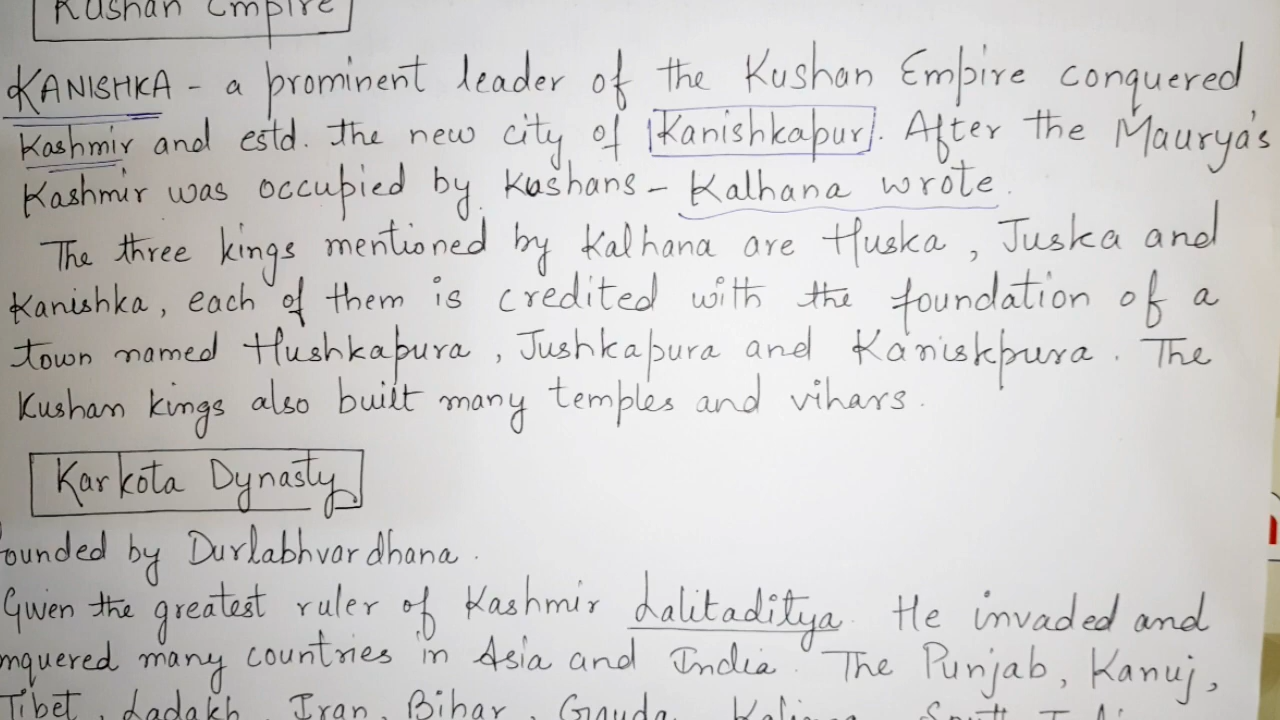 Kushan Empire
KANISHKA - a prominent leader of the Kushan Empire conquered
Kashmir and estd. the new city of Kanishkapur. After the Maurya's
Kashmir was occupied by Kushans - Kalhana wrote.
The three kings mentioned by Kalhana are Huska, Juska and
Kanishka, each of them is credited with the foundation of a
town named Hushkapura, Jushkapura and Kaniskpura. The
Kushan kings also built many temples and vihars.
Karkota Dynasty
ounded by Durlabhvardhana.
Gwen the greatest ruler of Kashmir Lalitaditya. He invaded and
nquered many countries in Asia and India. The Punjab, Kanuj,
Tibet, Ladakh, Iran, Bihar, Gauda, Kalinga